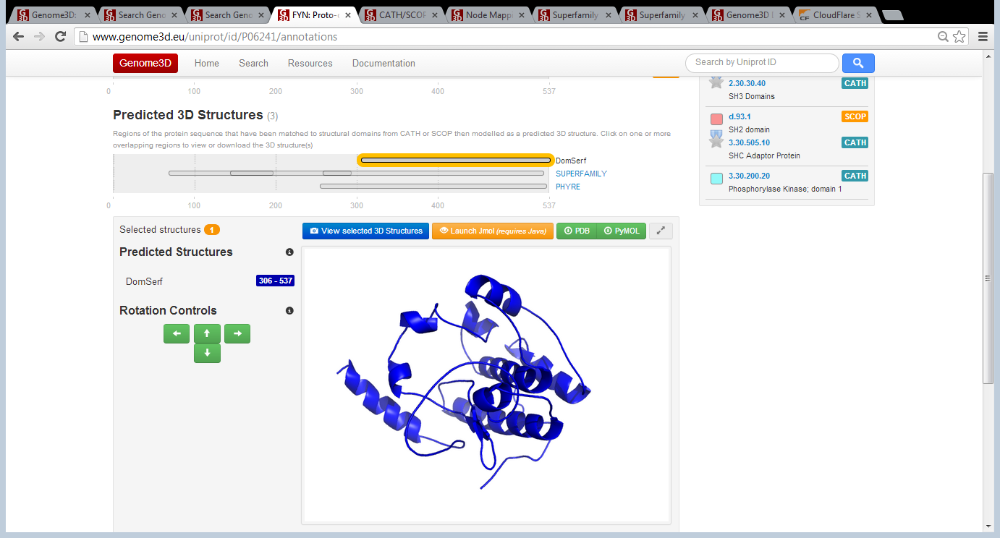 Genome3D:
Search Geno
Search Geno
FYN: Proto-
CATH/SCOP
Node Mappi
Superfamily
Superfamily
Genome3D
CloudFlare S
www.genome3d.eu/uniprot/id/P06241/annotations
Genome3D Home Search Resources Documentation Search by Uniprot ID
0 100 200 300 400 537
2.30.30.40 CATH
SH3 Domains
d.93.1 SCOP
SH2 domain
3.30.505.10 CATH
SHC Adaptor Protein
3.30.200.20 CATH
Phosphorylase Kinase; domain 1
Predicted 3D Structures (3)
Regions of the protein sequence that have been matched to structural domains from CATH or SCOP then modelled as a predicted 3D structure. Click on one or more
overlapping regions to view or download the 3D structure(s)
DomSerf
SUPERFAMILY
PHYRE
0 100 200 300 400 537
Selected structures 1
View selected 3D Structures Launch Jmol (requires Java) PDB PyMOL
Predicted Structures
DomSerf 306 - 537
Rotation Controls